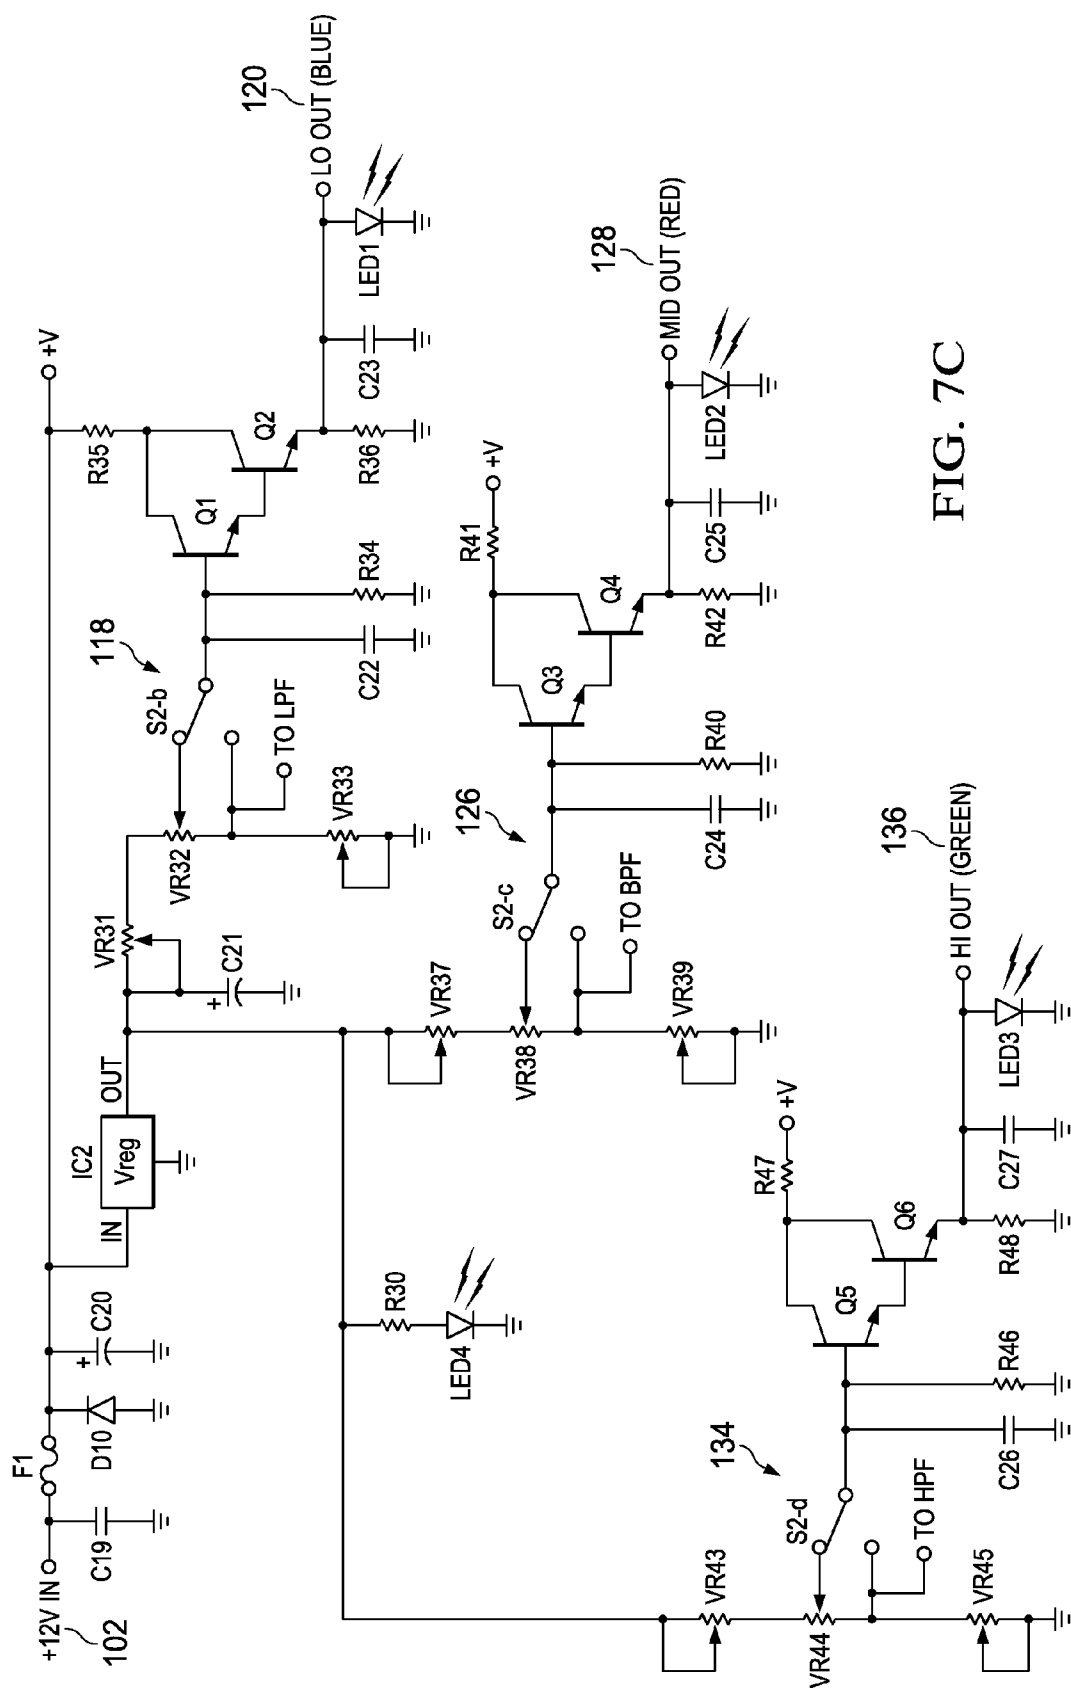 +12V IN
102
C19
F1
D10
+
C20
IN
IC2
Vreg
OUT
+
C21
VR31
VR32
S2-b
118
TO LPF
VR33
C22
R34
Q1
R35
Q2
R36
+V
C23
LED1
LO OUT (BLUE)
120
R30
LED4
VR37
VR38
S2-c
126
TO BPF
VR39
C24
R40
Q3
R41
+V
Q4
R42
C25
LED2
MID OUT (RED)
128
VR43
VR44
S2-d
134
TO HPF
VR45
C26
R46
Q5
R47
+V
Q6
R48
C27
LED3
HI OUT (GREEN)
136
FIG. 7C